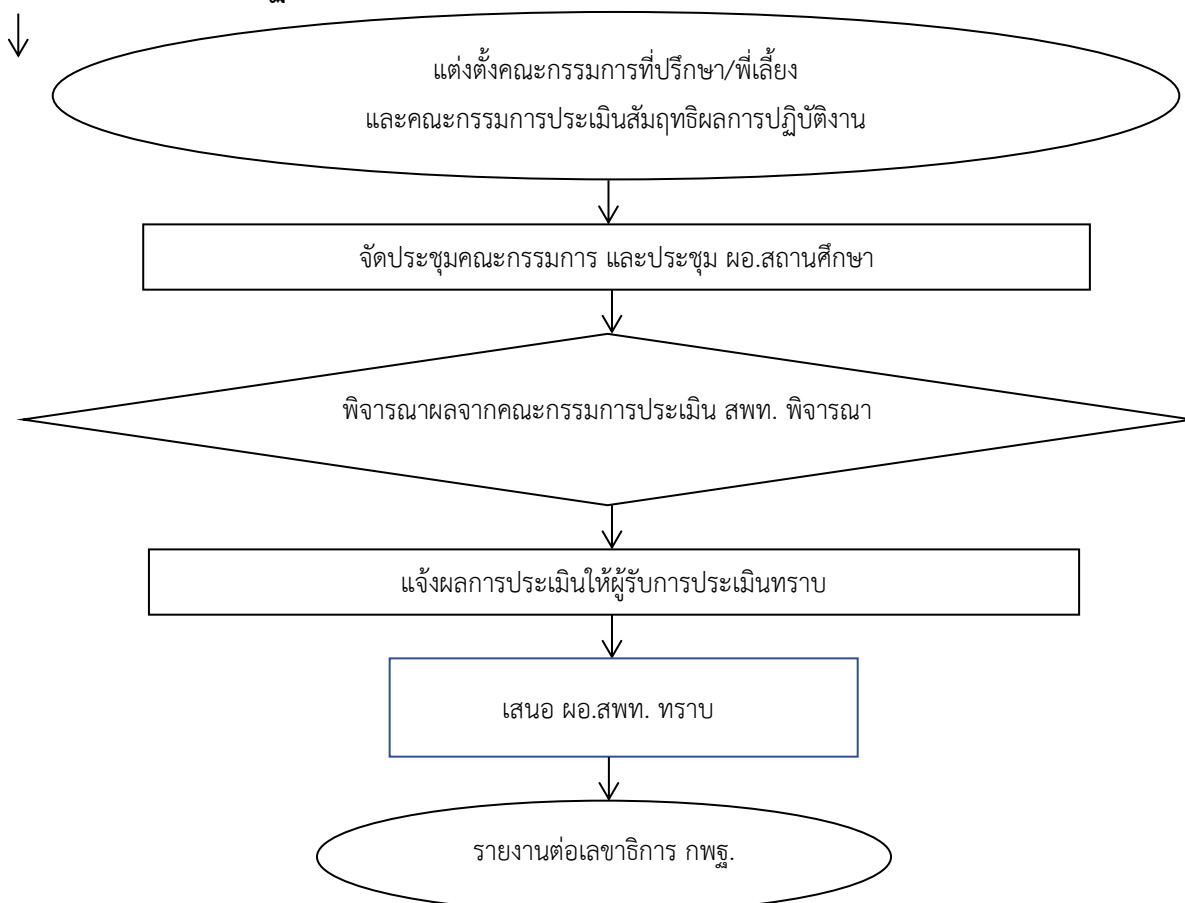 แต่งตั้งคณะกรรมการที่ปรึกษา/พี่เลี้ยง
และคณะกรรมการประเมินสัมฤทธิผลการปฏิบัติงาน
จัดประชุมคณะกรรมการ และประชุม ผอ.สถานศึกษา
พิจารณาผลจากคณะกรรมการประเมิน สพท. พิจารณา
แจ้งผลการประเมินให้ผู้รับการประเมินทราบ
เสนอ ผอ.สพท. ทราบ
รายงานต่อเลขาธิการ กพฐ.